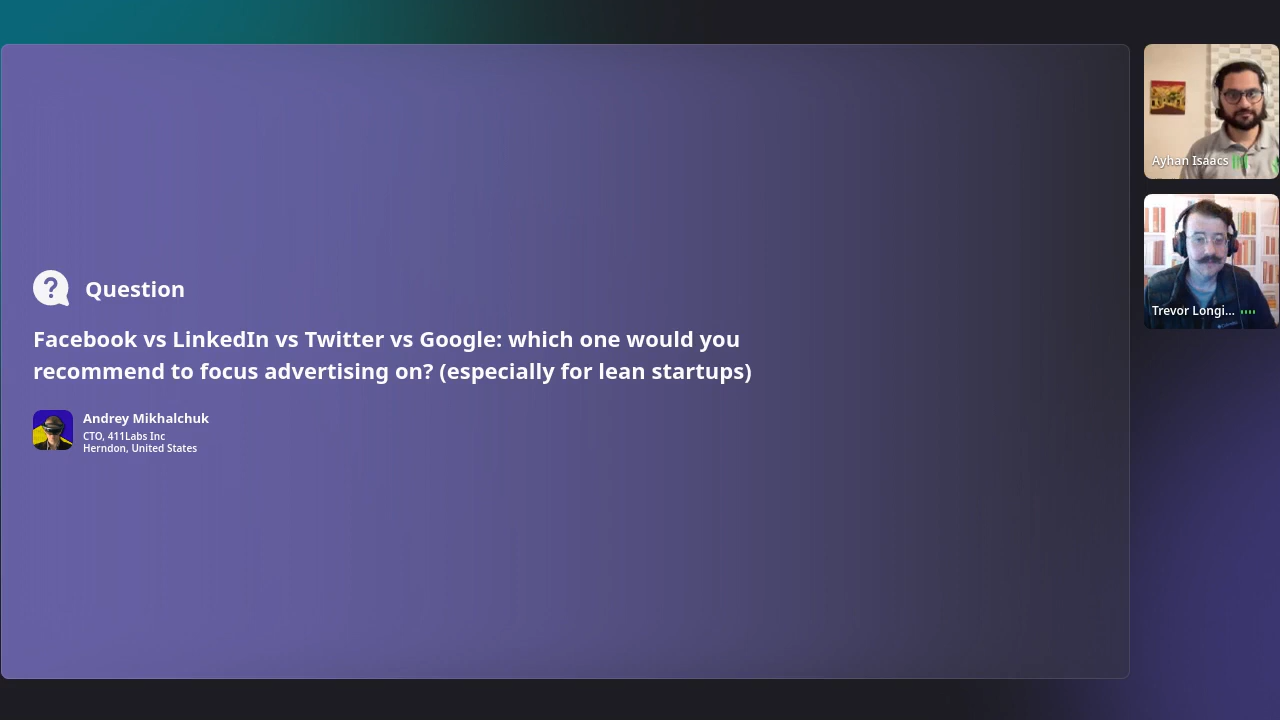 Question
Facebook vs LinkedIn vs Twitter vs Google: which one would you
recommend to focus advertising on? (especially for lean startups)
Andrey Mikhalchuk
CTO, 411Labs Inc
Herndon, United States
Ayhan Isaacs
Trevor Longi...